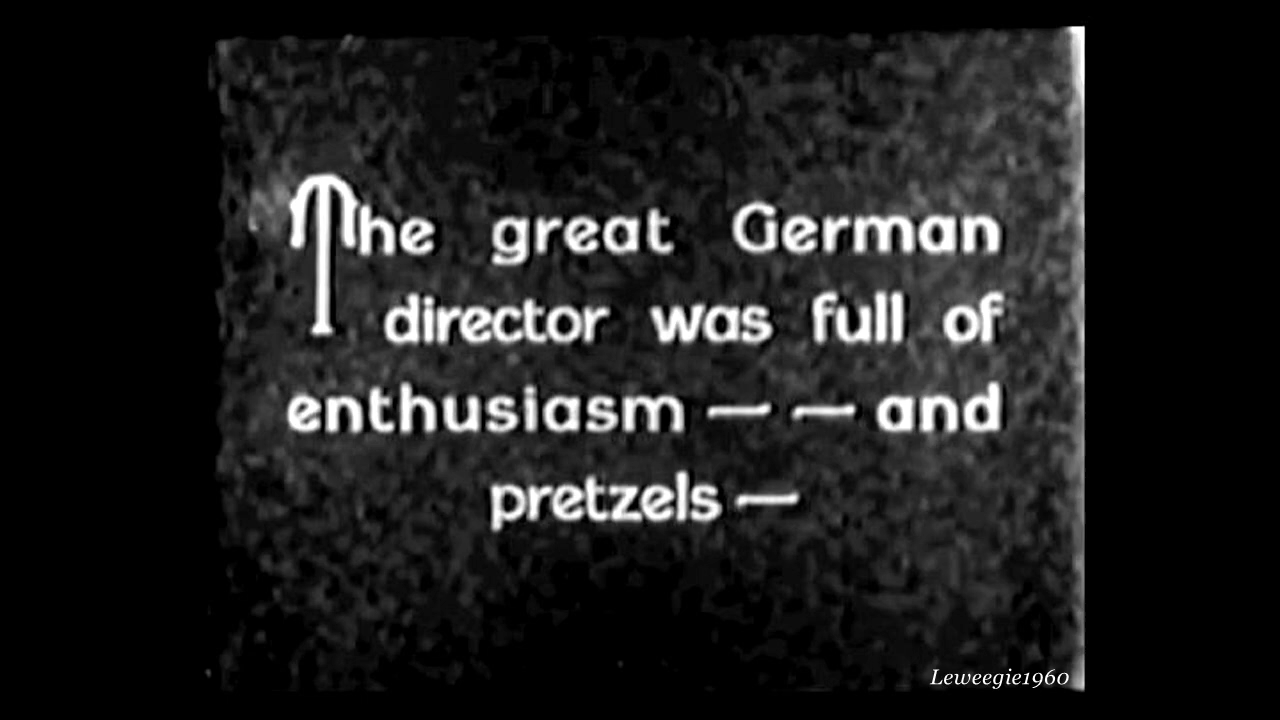 The great German
director was full of
enthusiasm — — and
pretzels —
Leweegie1960